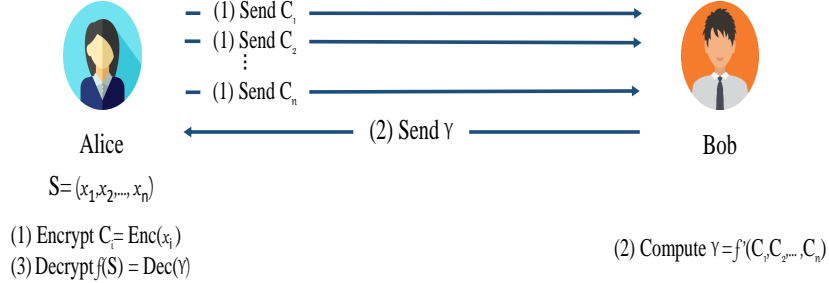 (1) Send C₁
(1) Send C₂
⋮
(1) Send Cₙ
(2) Send γ
Alice
Bob
S=(x₁,x₂,..., xₙ)
(1) Encrypt Cᵢ= Enc(xᵢ)
(2) Compute γ=f'(C₁,C₂,... ,Cₙ)
(3) Decrypt f(S) = Dec(γ)